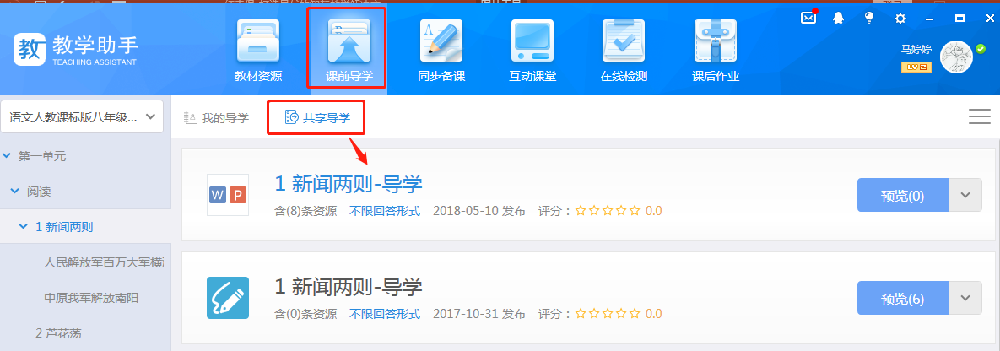 教 教学助手
TEACHING ASSISTANT
教材资源
课前导学
同步备课
互动课堂
在线检测
课后作业
马婷婷
语文人教课标版八年级...
我的导学
共享导学
第一单元
阅读
1 新闻两则
人民解放军百万大军横
中原我军解放南阳
2 芦花荡
W P
1 新闻两则-导学
含(8)条资源 不限回答形式 2018-05-10 发布 评分： 0.0
预览(0)
1 新闻两则-导学
含(0)条资源 不限回答形式 2017-10-31 发布 评分： 0.0
预览(6)